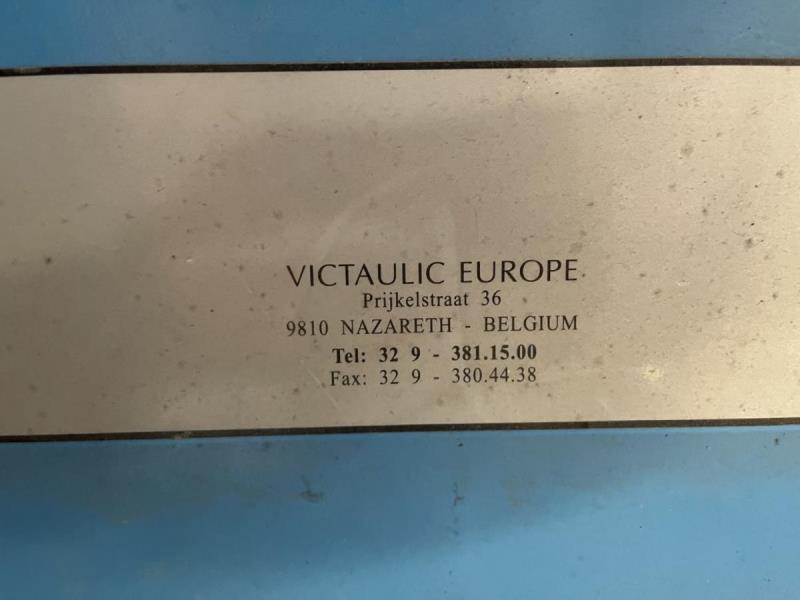 VICTAULIC EUROPE
Prijkelstraat 36
9810 NAZARETH - BELGIUM
Tel: 32 9 - 381.15.00
Fax: 32 9 - 380.44.38